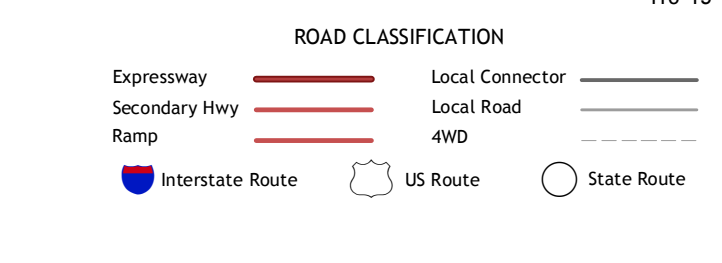 ROAD CLASSIFICATION
Expressway
Secondary Hwy
Ramp
Local Connector
Local Road
4WD
Interstate Route
US Route
State Route